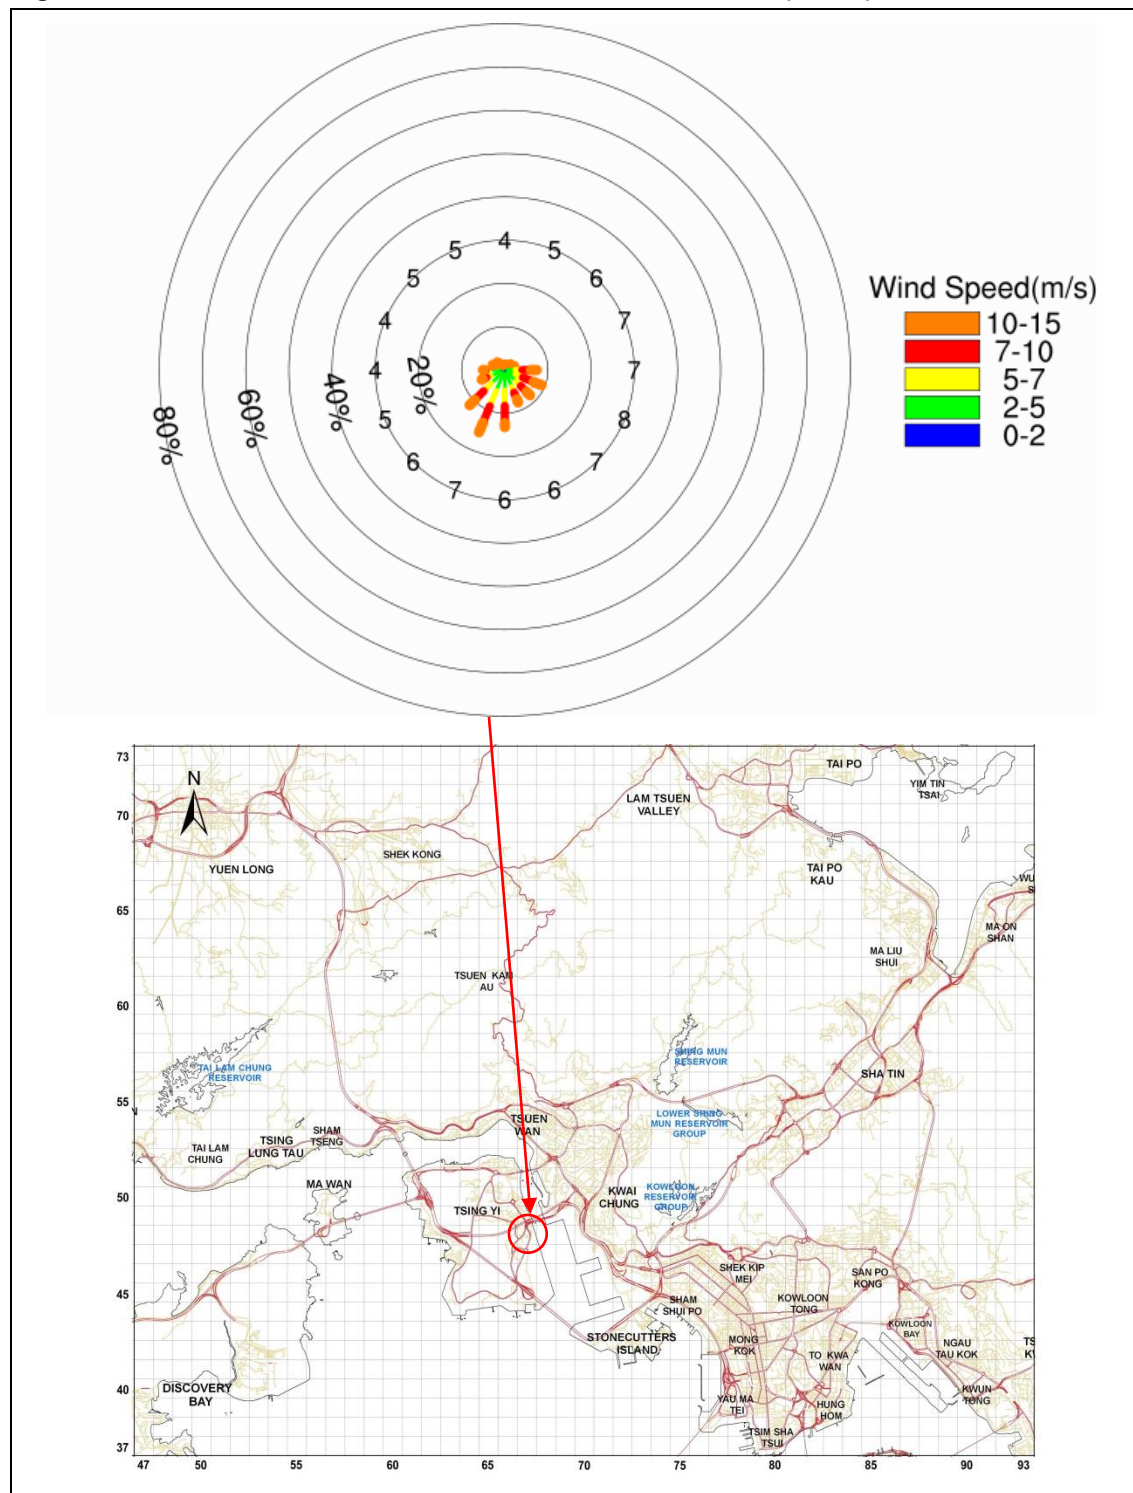 4
5 5
5 6
4 7
4 20% 7
5 8
6 7
7 6 6
80% 60% 40%
Wind Speed(m/s)
10-15
7-10
5-7
2-5
0-2
73
70
65
60
55
50
45
40
37
47 50 55 60 65 70 75 80 85 90 93
N
TAI PO
YIM TIN
TSAI
LAM TSUEN
VALLEY
SHEK KONG
YUEN LONG
TAI PO
KAU
WU
S
MA ON
SHAN
MA LIU
SHUI
TSUEN KAM
AU
TAI LAM CHUNG
RESERVOIR
SHING MUN
RESERVOIR
SHA TIN
LOWER SHING
MUN RESERVOIR
GROUP
TSUEN
WAN
SHAM
TSENG
TSING
LUNG TAU
TAI LAM
CHUNG
MA WAN
KWAI
CHUNG
KOWLOON
RESERVOIR
GROUP
TSING YI
SHEK KIP
MEI
SAN PO
KONG
SHAM
SHUI PO
KOWLOON
TONG
KOWLOON
BAY
STONECUTTERS
ISLAND
MONG
KOK
TO KWA
WAN
NGAU
TAU KOK
TS
DISCOVERY
BAY
YAU MA
TEI
HUNG
HOM
KWUN
TONG
TSIM SHA
TSUI